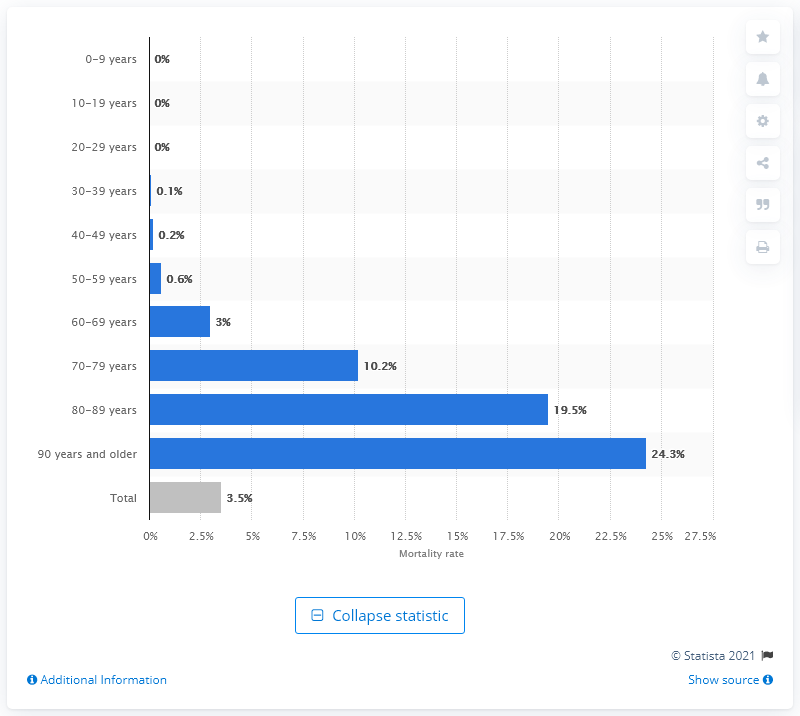 0–9 years 0%
10–19 years 0%
20–29 years 0%
30–39 years 0.1%
40–49 years 0.2%
50–59 years 0.6%
60–69 years 3%
70–79 years 10.2%
80–89 years 19.5%
90 years and older 24.3%
Total 3.5%
0% 2.5% 5% 7.5% 10% 12.5% 15% 17.5% 20% 22.5% 25% 27.5%
Mortality rate
Collapse statistic
© Statista 2021
Additional Information Show source